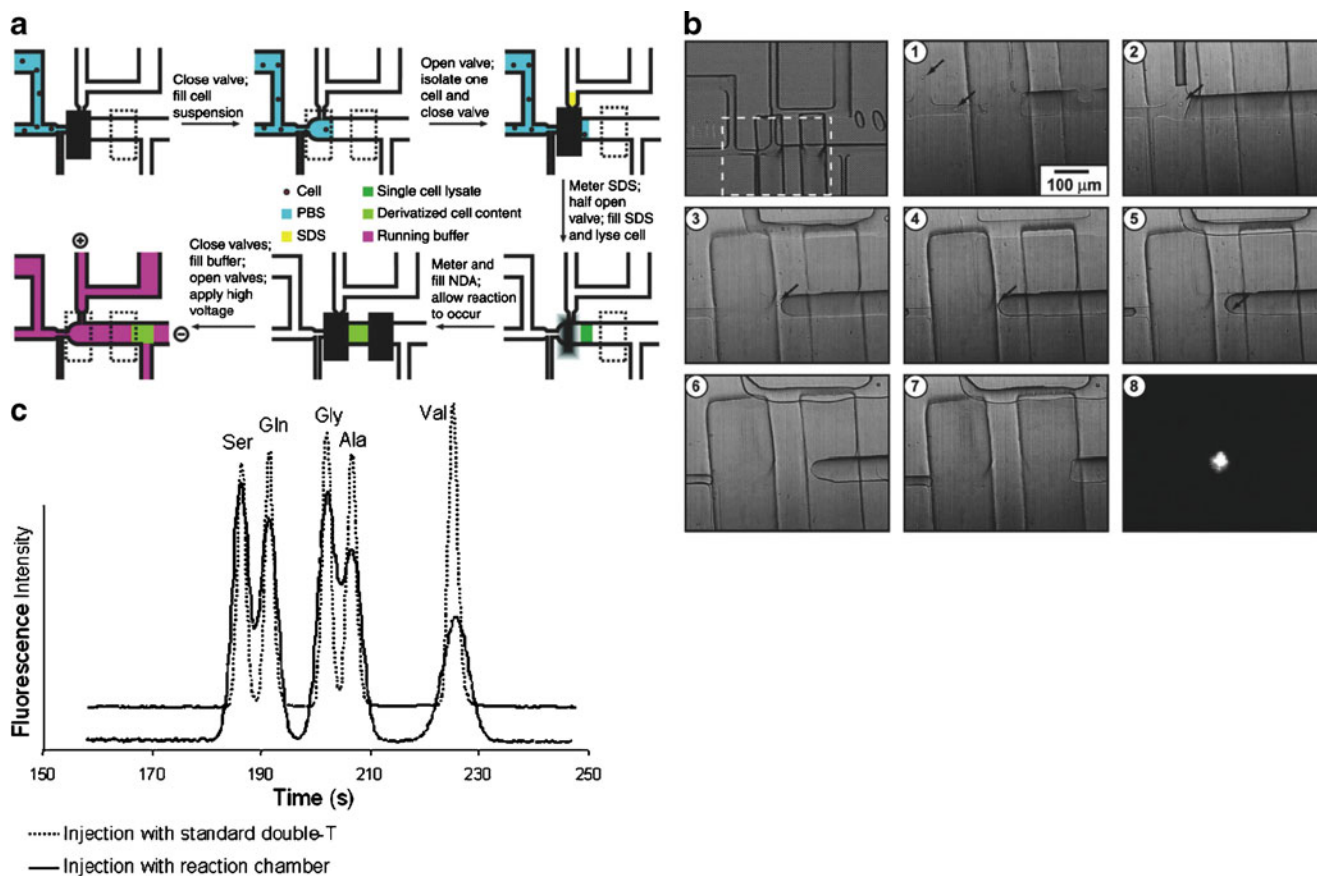 a
Close valve;
fill cell
suspension
Open valve;
isolate one
cell and
close valve
Cell
PBS
SDS
Single cell lysate
Derivatized cell content
Running buffer
Meter SDS;
half open
valve; fill SDS
and lyse cell
Meter and
fill NDA;
allow reaction
to occur
Close valves;
fill buffer;
open valves;
apply high
voltage
+
−
b
1
2
100 µm
3
4
5
6
7
8
c
Ser
Gln
Gly
Ala
Val
Fluorescence Intensity
150
170
190
210
230
250
Time (s)
Injection with standard double-T
Injection with reaction chamber